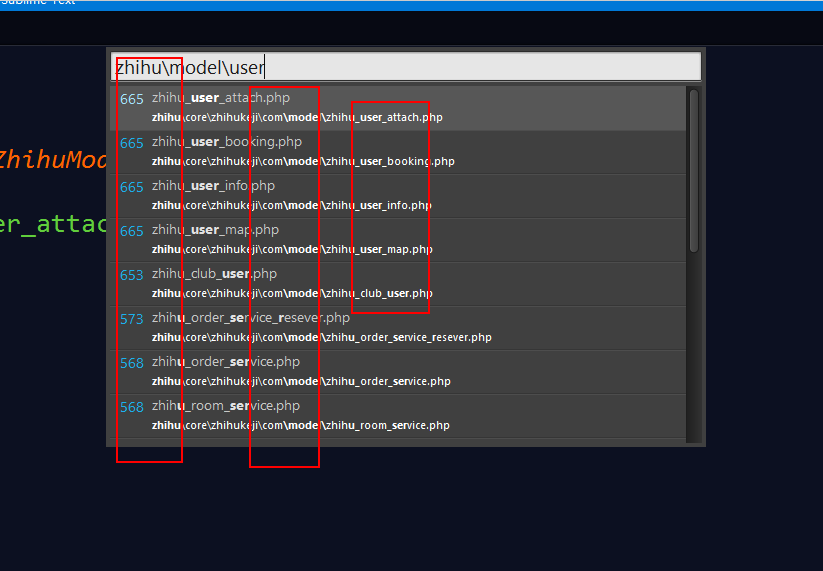 Sublime Text
zhihu\model\user
665 zhihu_user_attach.php
zhihu\core\zhihukeji\com\model\zhihu_user_attach.php
665 zhihu_user_booking.php
zhihu\core\zhihukeji\com\model\zhihu_user_booking.php
ZhihuMod
665 zhihu_user_info.php
zhihu\core\zhihukeji\com\model\zhihu_user_info.php
er_attac
665 zhihu_user_map.php
zhihu\core\zhihukeji\com\model\zhihu_user_map.php
653 zhihu_club_user.php
zhihu\core\zhihukeji\com\model\zhihu_club_user.php
573 zhihu_order_service_resever.php
zhihu\core\zhihukeji\com\model\zhihu_order_service_resever.php
568 zhihu_order_service.php
zhihu\core\zhihukeji\com\model\zhihu_order_service.php
568 zhihu_room_service.php
zhihu\core\zhihukeji\com\model\zhihu_room_service.php